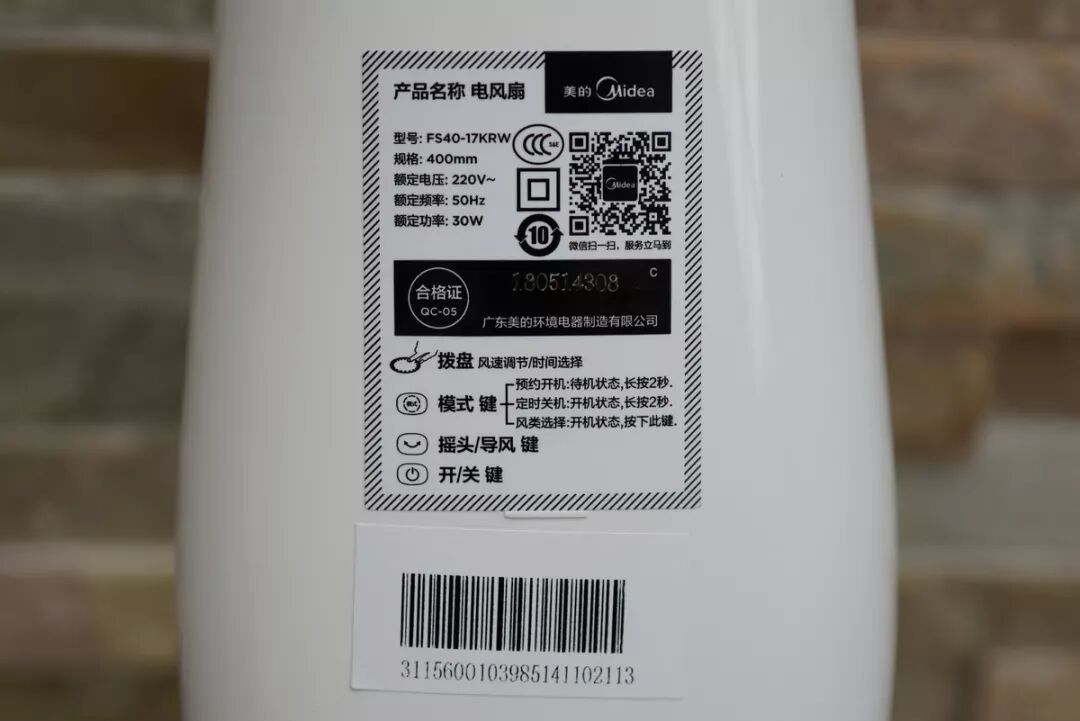 产品名称 电风扇
美的 Midea
型号: FS40-17KRW
规格: 400mm
额定电压: 220V~
额定频率: 50Hz
额定功率: 30W
CCC S&E
Midea
10
微信扫一扫，服务立马到
合格证
QC-05
180514308
C
广东美的环境电器制造有限公司
拨盘 风速调节/时间选择
模式
模式 键
预约开机:待机状态,长按2秒.
定时关机:开机状态,长按2秒.
风类选择:开机状态,按下此键.
摇头/导风 键
开/关 键
3115600103985141102113